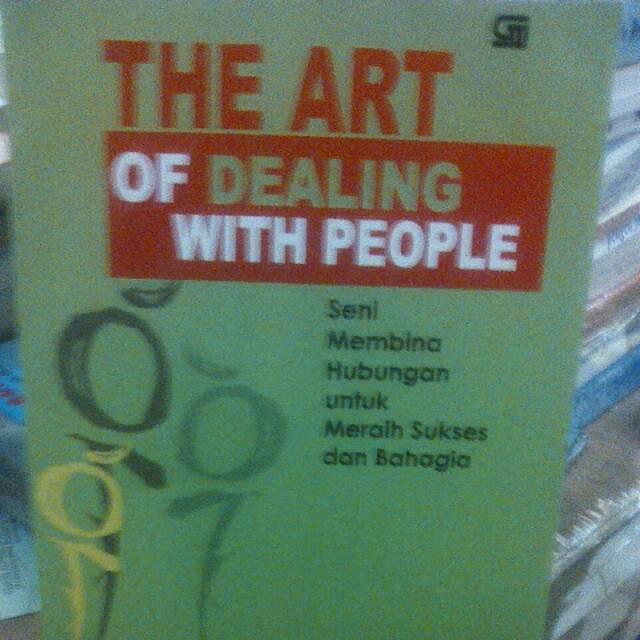 THE ART
OF DEALING
WITH PEOPLE
Seni
Membina
Hubungan
untuk
Meraih Sukses
dan Bahagia